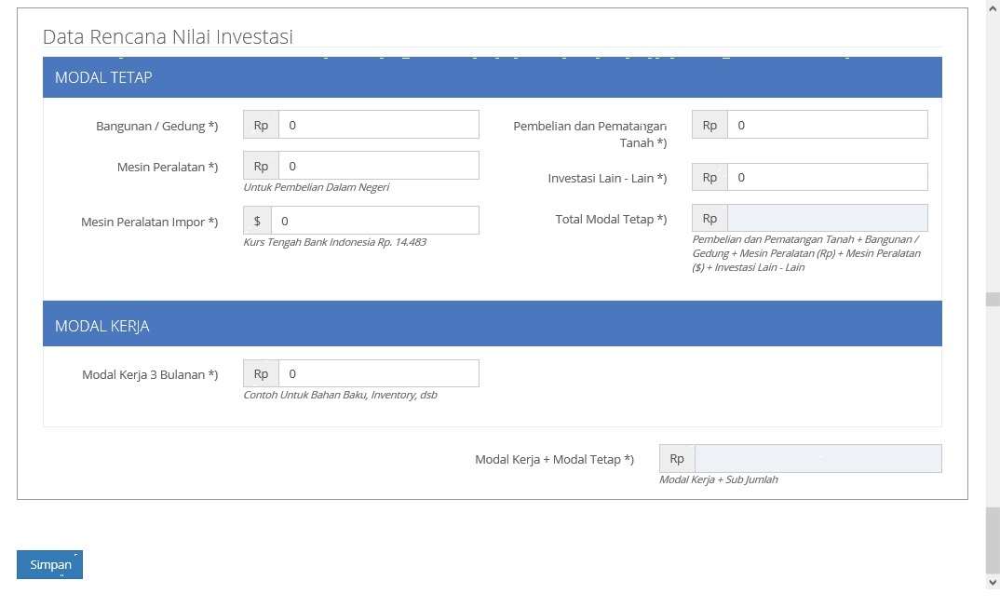 Data Rencana Nilai Investasi
MODAL TETAP
Bangunan / Gedung *)
Rp 0
Mesin Peralatan *)
Rp 0
Untuk Pembelian Dalam Negeri
Mesin Peralatan Impor *)
$ 0
Kurs Tengah Bank Indonesia Rp. 14.483
Pembelian dan Pematangan
Tanah *)
Rp 0
Investasi Lain - Lain *)
Rp 0
Total Modal Tetap *)
Rp
Pembelian dan Pematangan Tanah + Bangunan /
Gedung + Mesin Peralatan (Rp) + Mesin Peralatan
($) + Investasi Lain - Lain
MODAL KERJA
Modal Kerja 3 Bulanan *)
Rp 0
Contoh Untuk Bahan Baku, Inventory, dsb
Modal Kerja + Modal Tetap *)
Rp
Modal Kerja + Sub Jumlah
Simpan